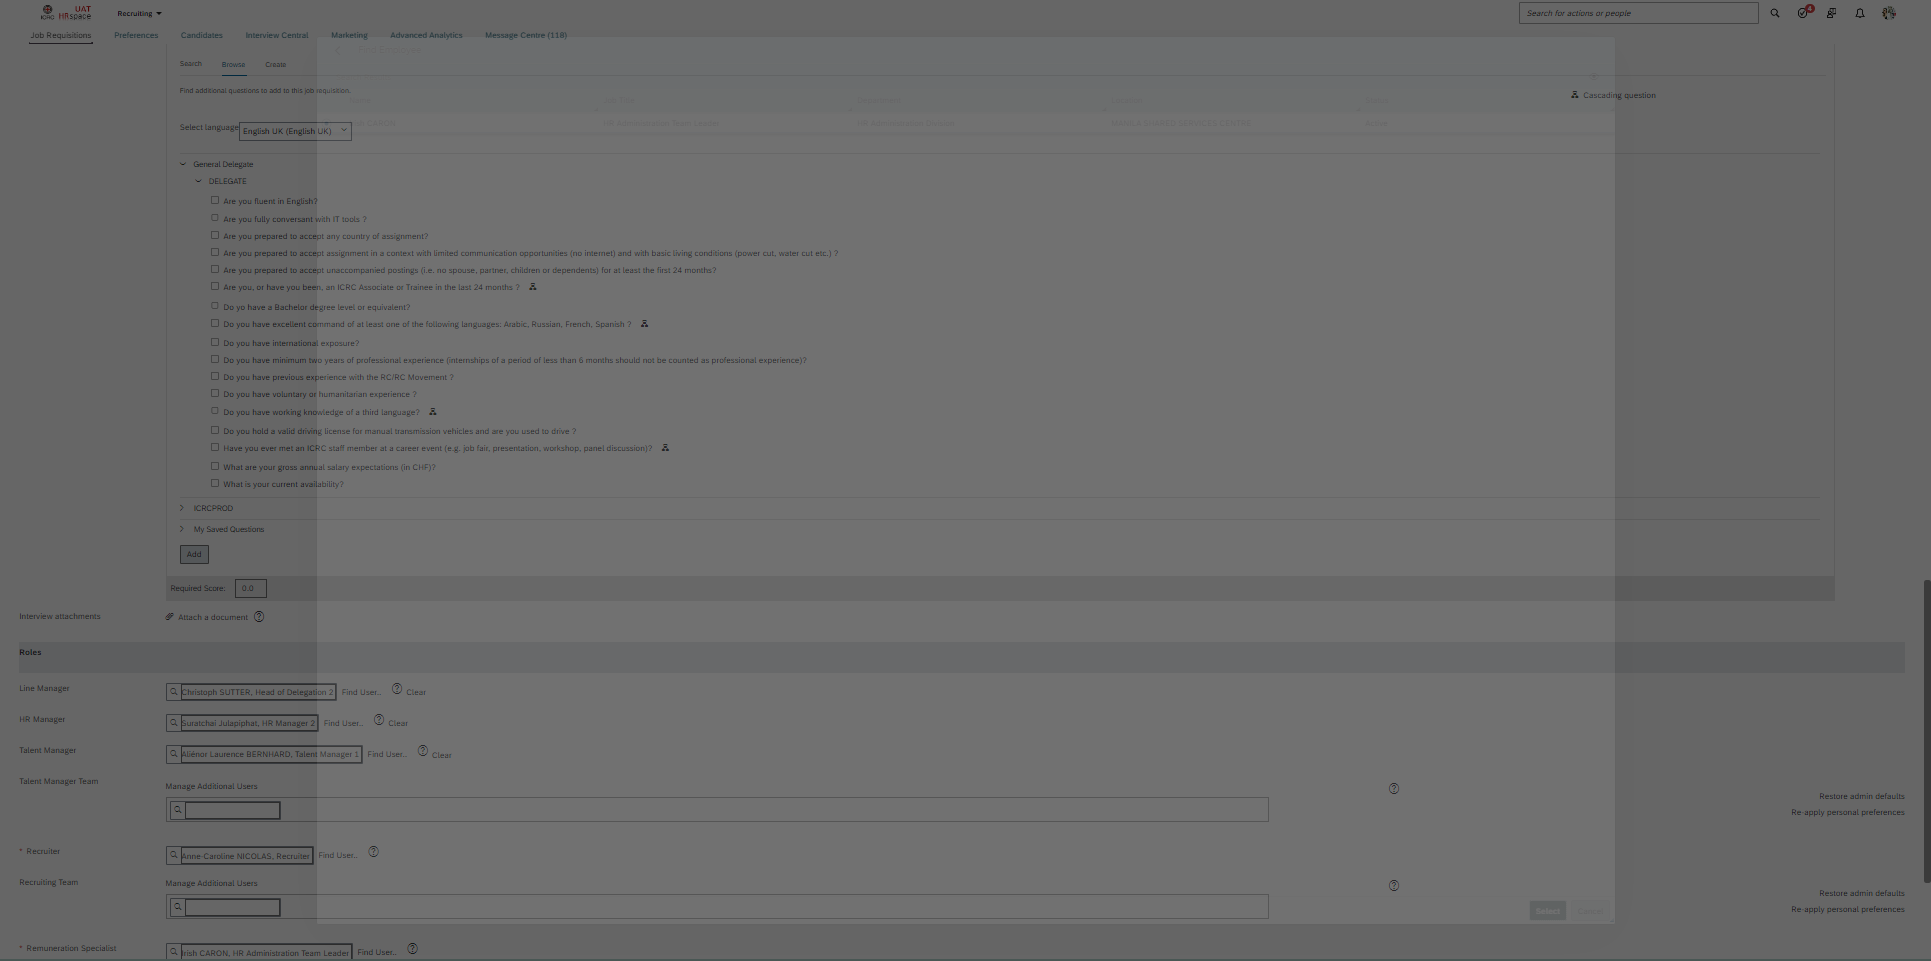 UAT
ICRC HRspace
Recruiting
Search for actions or people
4
Job Requisitions
Preferences
Candidates
Interview Central
Marketing
Advanced Analytics
Message Centre (118)
Search
Browse
Create
Find additional questions to add to this job requisition.
Cascading question
Select language
English UK (English UK)
CARON
HR Administration Team Leader
HR Administration Division
MANILA SHARED SERVICES CENTRE
Active
General Delegate
DELEGATE
Are you fluent in English?
Are you fully conversant with IT tools ?
Are you prepared to accept any country of assignment?
Are you prepared to accept assignment in a context with limited communication opportunities (no internet) and with basic living conditions (power cut, water cut etc.) ?
Are you prepared to accept unaccompanied postings (i.e. no spouse, partner, children or dependents) for at least the first 24 months?
Are you, or have you been, an ICRC Associate or Trainee in the last 24 months ?
Do yo have a Bachelor degree level or equivalent?
Do you have excellent command of at least one of the following languages: Arabic, Russian, French, Spanish ?
Do you have international exposure?
Do you have minimum two years of professional experience (internships of a period of less than 6 months should not be counted as professional experience)?
Do you have previous experience with the RC/RC Movement ?
Do you have voluntary or humanitarian experience ?
Do you have working knowledge of a third language?
Do you hold a valid driving license for manual transmission vehicles and are you used to drive ?
Have you ever met an ICRC staff member at a career event (e.g. job fair, presentation, workshop, panel discussion)?
What are your gross annual salary expectations (in CHF)?
What is your current availability?
ICRCPROD
My Saved Questions
Add
Required Score:
0.0
Interview attachments
Attach a document
Roles
Line Manager
Christoph SUTTER, Head of Delegation 2
Find User..
Clear
HR Manager
Suratchai Julapiphat, HR Manager 2
Find User..
Clear
Talent Manager
Aliénor Laurence BERNHARD, Talent Manager 1
Find User..
Clear
Talent Manager Team
Manage Additional Users
Restore admin defaults
Re-apply personal preferences
* Recruiter
Anne-Caroline NICOLAS, Recruiter
Find User..
Recruiting Team
Manage Additional Users
Restore admin defaults
Re-apply personal preferences
Select
* Remuneration Specialist
Irish CARON, HR Administration Team Leader
Find User..